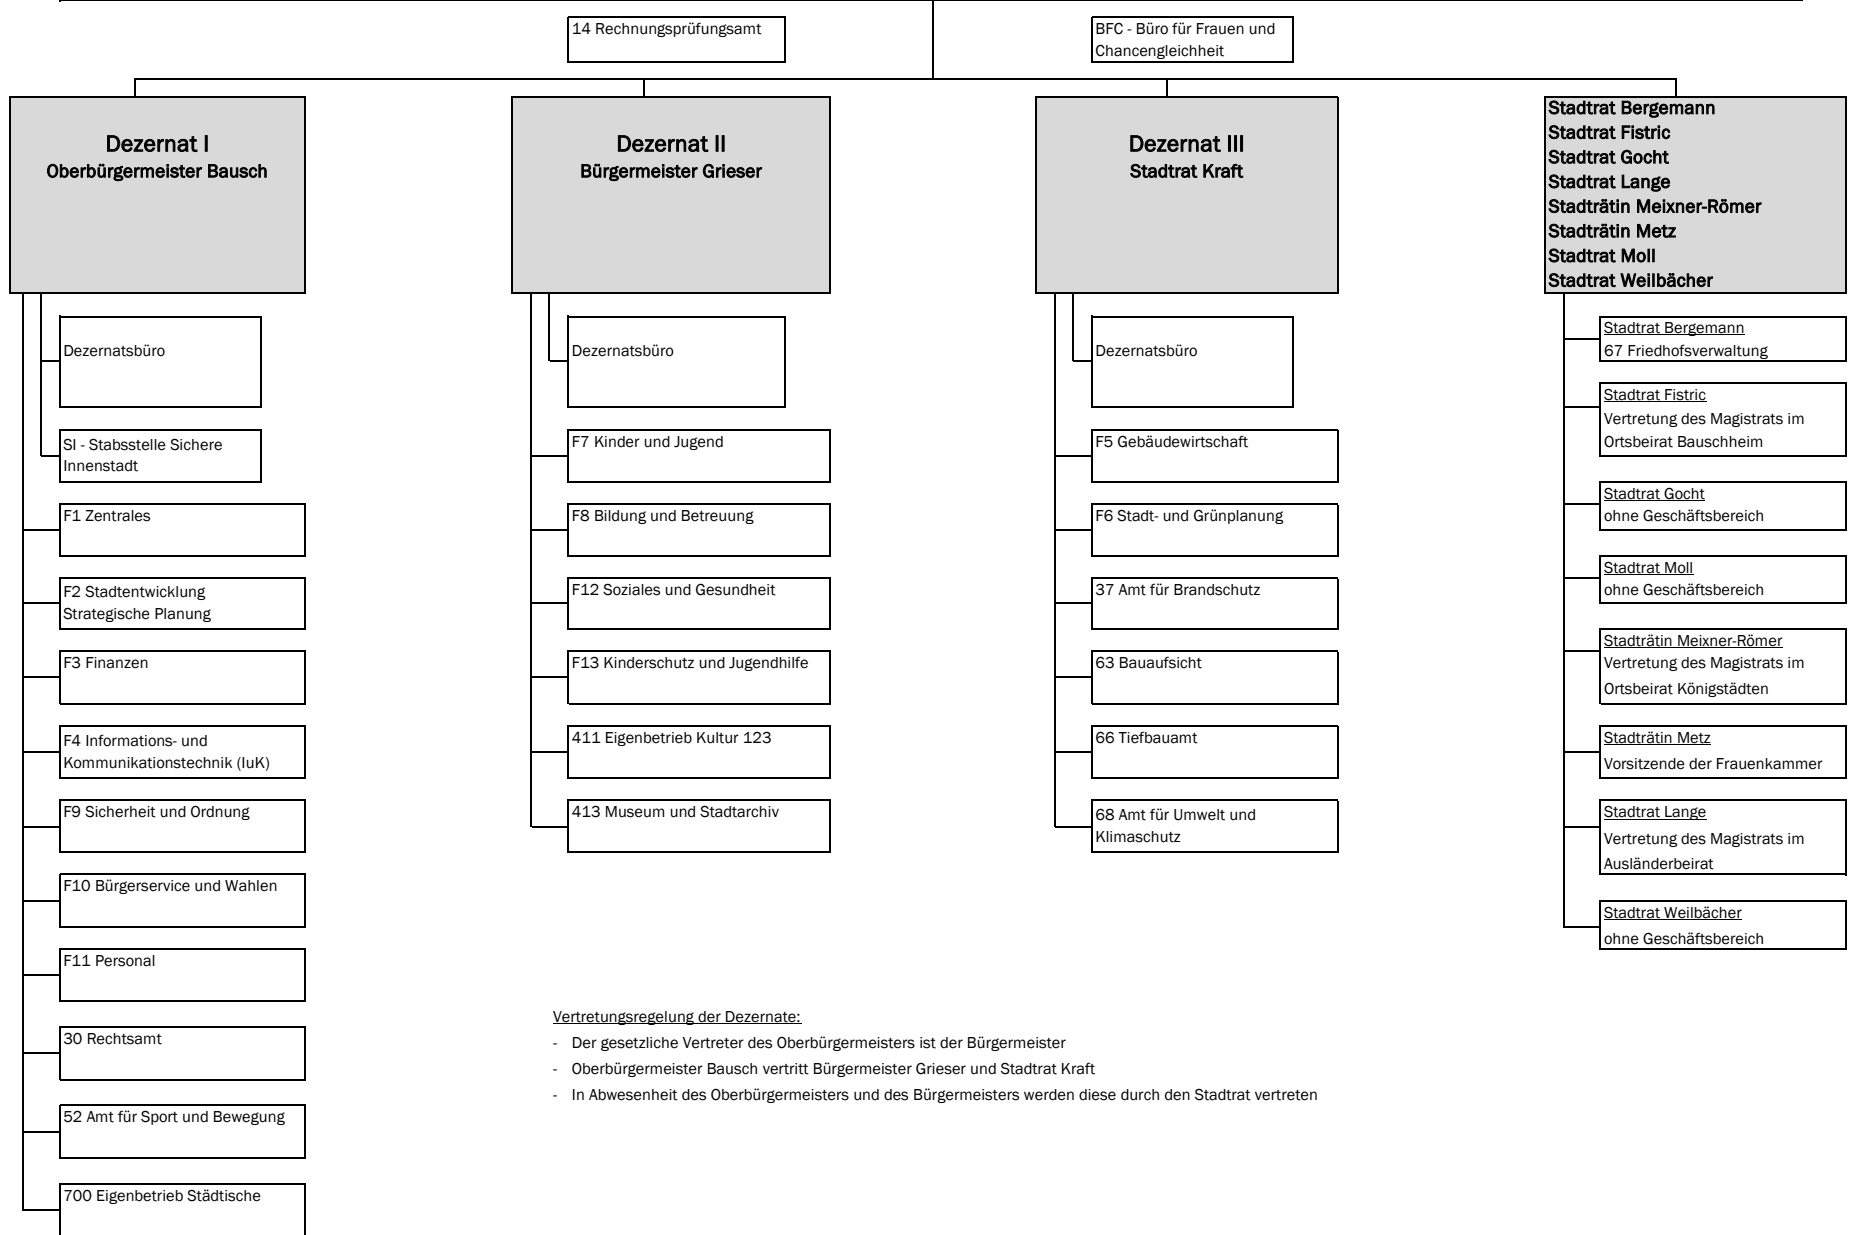 14 Rechnungsprüfungsamt
BFC - Büro für Frauen und
Chancengleichheit
Dezernat I
Oberbürgermeister Bausch
Dezernatsbüro
SI - Stabsstelle Sichere
Innenstadt
F1 Zentrales
F2 Stadtentwicklung
Strategische Planung
F3 Finanzen
F4 Informations- und
Kommunikationstechnik (IuK)
F9 Sicherheit und Ordnung
F10 Bürgerservice und Wahlen
F11 Personal
30 Rechtsamt
52 Amt für Sport und Bewegung
700 Eigenbetrieb Städtische
Dezernat II
Bürgermeister Grieser
Dezernatsbüro
F7 Kinder und Jugend
F8 Bildung und Betreuung
F12 Soziales und Gesundheit
F13 Kinderschutz und Jugendhilfe
411 Eigenbetrieb Kultur 123
413 Museum und Stadtarchiv
Dezernat III
Stadtrat Kraft
Dezernatsbüro
F5 Gebäudewirtschaft
F6 Stadt- und Grünplanung
37 Amt für Brandschutz
63 Bauaufsicht
66 Tiefbauamt
68 Amt für Umwelt und
Klimaschutz
Stadtrat Bergemann
Stadtrat Fistric
Stadtrat Gocht
Stadtrat Lange
Stadträtin Meixner-Römer
Stadträtin Metz
Stadtrat Moll
Stadtrat Weilbächer
Stadtrat Bergemann
67 Friedhofsverwaltung
Stadtrat Fistric
Vertretung des Magistrats im
Ortsbeirat Bauschheim
Stadtrat Gocht
ohne Geschäftsbereich
Stadtrat Moll
ohne Geschäftsbereich
Stadträtin Meixner-Römer
Vertretung des Magistrats im
Ortsbeirat Königstädten
Stadträtin Metz
Vorsitzende der Frauenkammer
Stadtrat Lange
Vertretung des Magistrats im
Ausländerbeirat
Stadtrat Weilbächer
ohne Geschäftsbereich
Vertretungsregelung der Dezernate:
- Der gesetzliche Vertreter des Oberbürgermeisters ist der Bürgermeister
- Oberbürgermeister Bausch vertritt Bürgermeister Grieser und Stadtrat Kraft
- In Abwesenheit des Oberbürgermeisters und des Bürgermeisters werden diese durch den Stadtrat vertreten